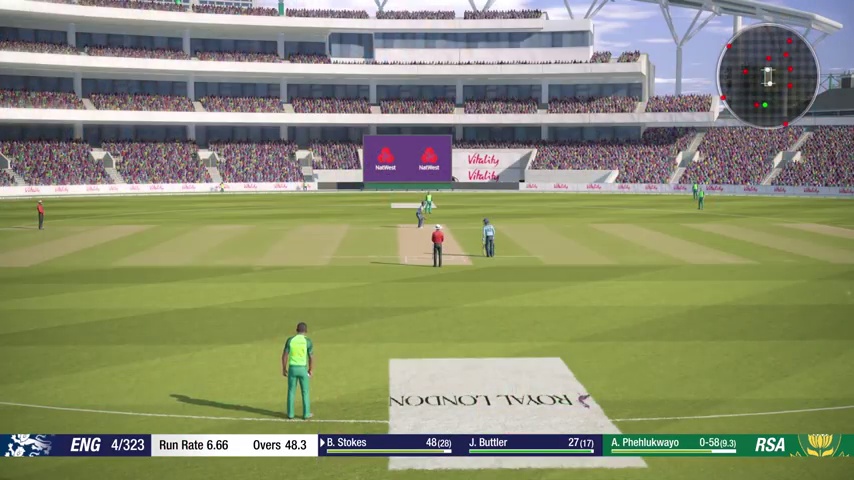 NatWest NatWest
Vitality
Vitality
ROYAL LONDON
ENG 4/323 Run Rate 6.66 Overs 48.3 B. Stokes 48(28) J. Buttler 27(17) A. Phehlukwayo 0-58(9.3) RSA